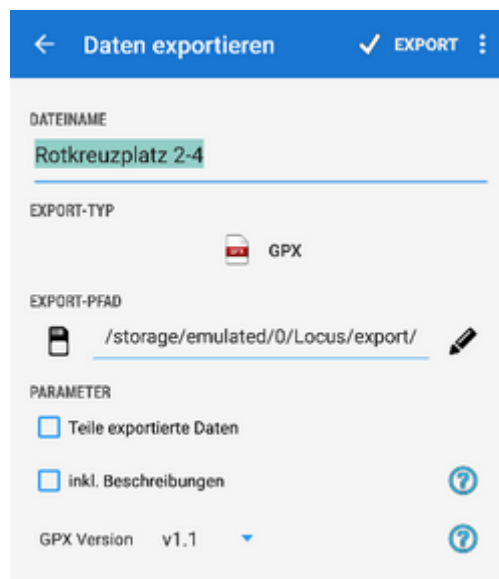 Daten exportieren EXPORT
DATEINAME
Rotkreuzplatz 2-4
EXPORT-TYP
GPX GPX
EXPORT-PFAD
/storage/emulated/0/Locus/export/
PARAMETER
Teile exportierte Daten
inkl. Beschreibungen ?
GPX Version v1.1 ?